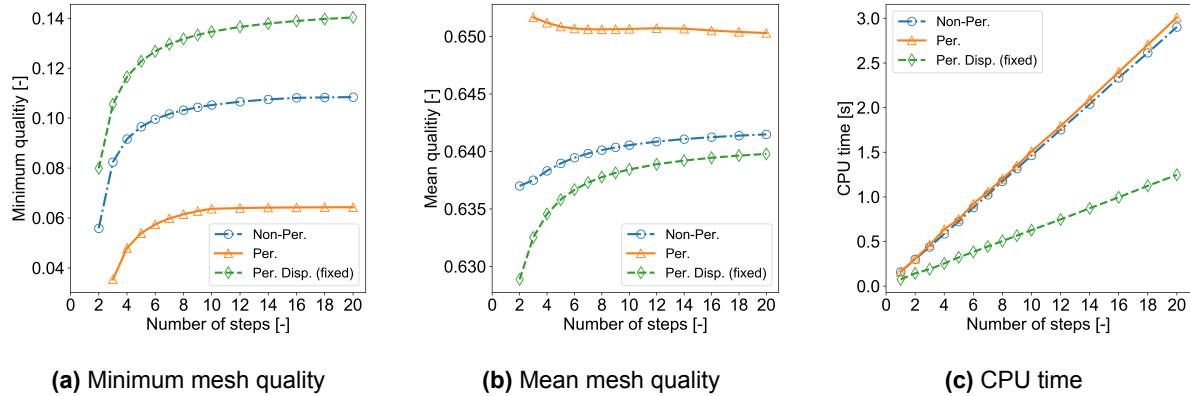 0.14
0.12
0.10
0.08
0.06
0.04
Minimum qualitiy [-]
Non-Per.
Per.
Per. Disp. (fixed)
0 2 4 6 8 10 12 14 16 18 20
Number of steps [-]
(a) Minimum mesh quality
0.650
0.645
0.640
0.635
0.630
Mean qualitiy [-]
Non-Per.
Per.
Per. Disp. (fixed)
0 2 4 6 8 10 12 14 16 18 20
Number of steps [-]
(b) Mean mesh quality
3.0
2.5
2.0
1.5
1.0
0.5
0.0
CPU time [s]
Non-Per.
Per.
Per. Disp. (fixed)
0 2 4 6 8 10 12 14 16 18 20
Number of steps [-]
(c) CPU time